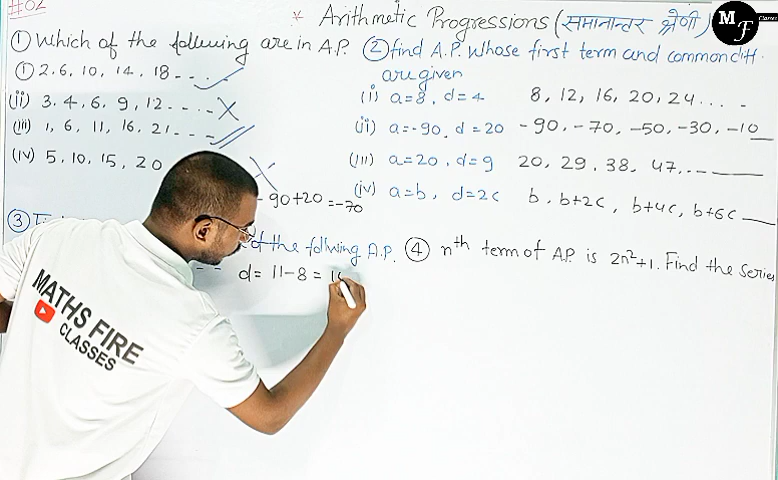 #02
* Arithmetic Progressions (समानान्तर श्रेणी)
M F Classes
① Which of the following are in A.P.
① 2, 6, 10, 14, 18 - - -
(ii) 3, 4, 6, 9, 12 - - - - X
(iii) 1, 6, 11, 16, 21 - - -
(iv) 5, 10, 15, 20
② find A.P. whose first term and common diff.
are given
(i) a=8, d=4 8, 12, 16, 20, 24 ....
(ii) a=-90, d=20 -90, -70, -50, -30, -10
(iii) a=20, d=9 20, 29, 38, 47, ..
(iv) a=b, d=2c b, b+2c, b+4c, b+6c
90+20 =-70
③
of the following A.P.
d= 11-8 =
④ nth term of A.P. is 2n²+1. Find the series
MATHS FIRE
CLASSES